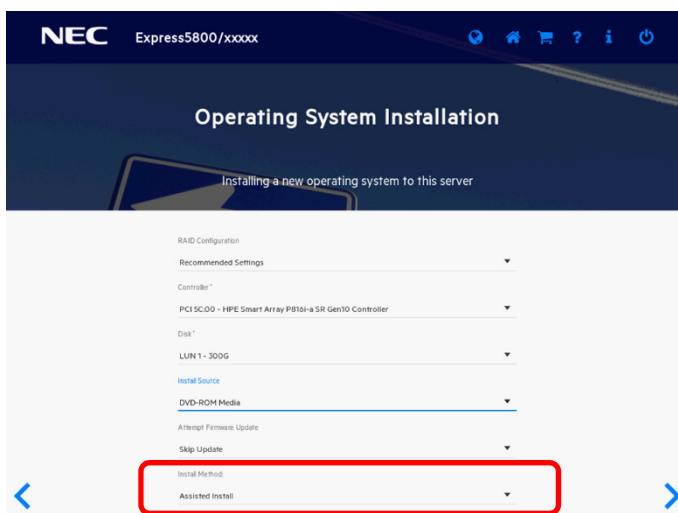 NEC Express5800/xxxxx ? i
Operating System Installation
Installing a new operating system to this server
RAID Configuration
Recommended Settings
Controller *
PCI 5C:00 - HPE Smart Array P816i-a SR Gen10 Controller
Disk *
LUN 1 - 300G
Install Source
DVD-ROM Media
Attempt Firmware Update
Skip Update
Install Method:
Assisted Install